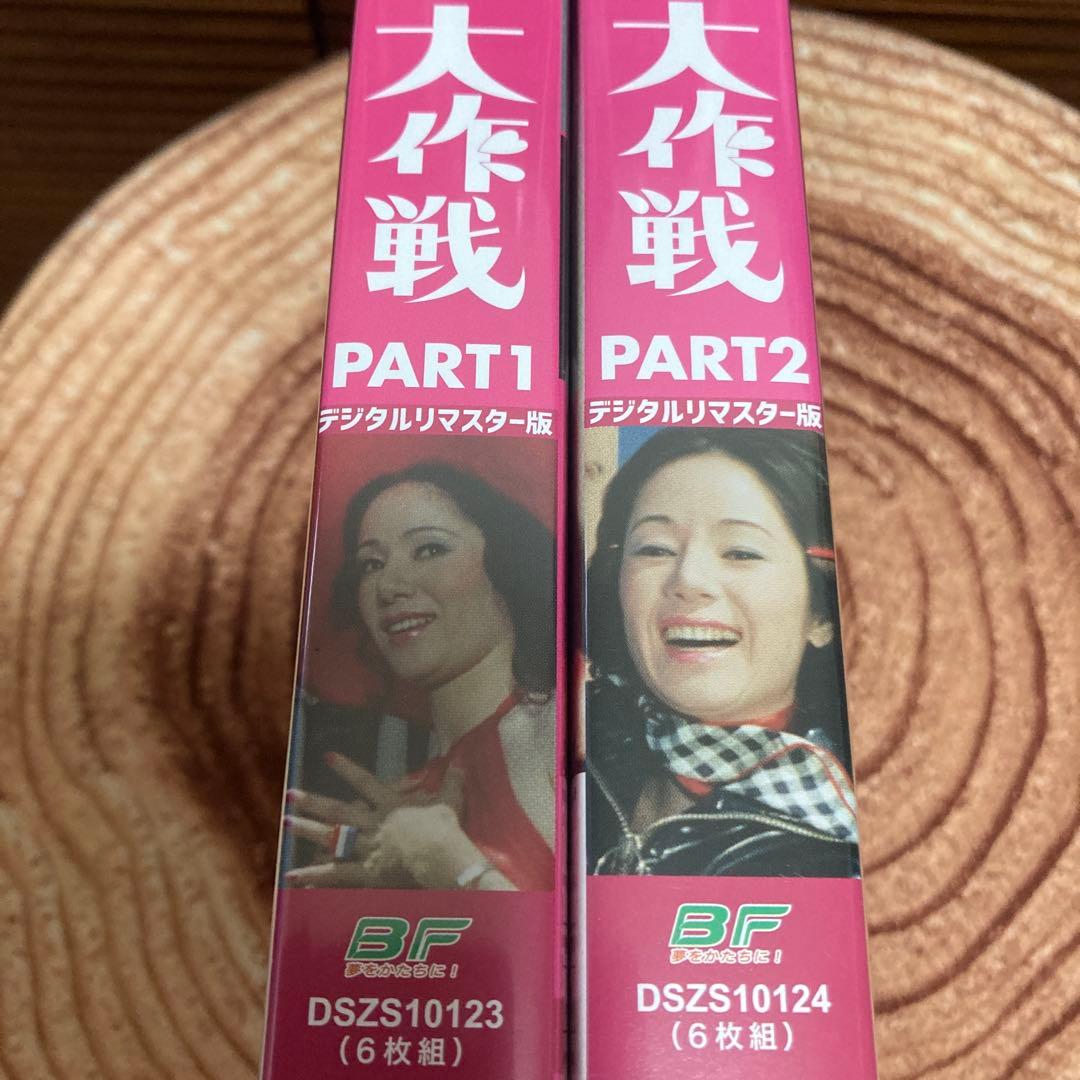 大作戦
PART1
デジタルリマスター版
BF
夢をかたちに!
DSZS10123
(6枚組)
大作戦
PART2
デジタルリマスター版
BF
夢をかたちに!
DSZS10124
(6枚組)